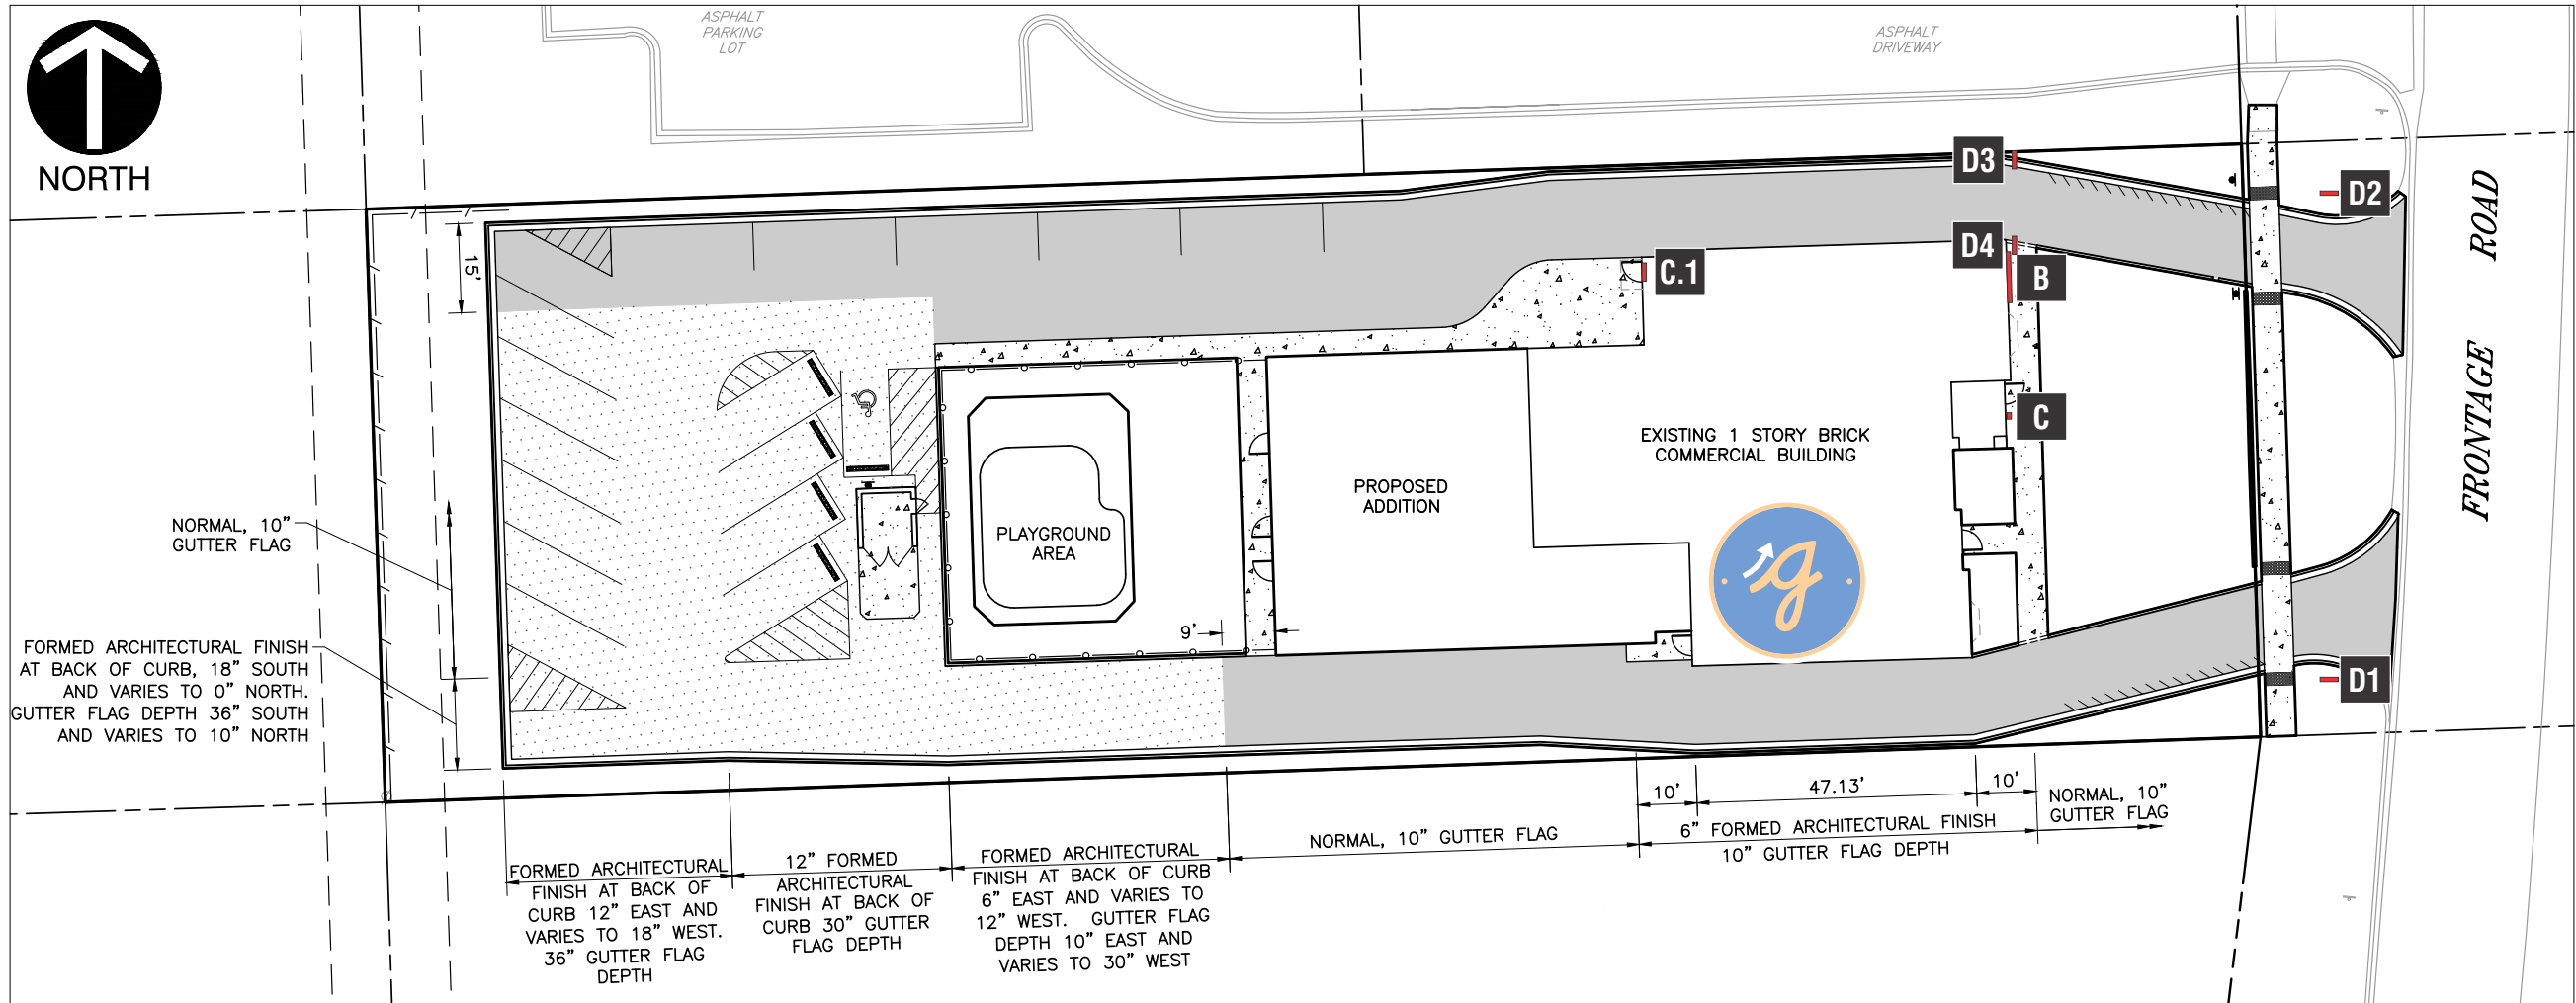 ASPHALT
PARKING
LOT
ASPHALT
DRIVEWAY
NORTH
D3
D2
D4
B
C.1
C
D1
FRONTAGE ROAD
15'
EXISTING 1 STORY BRICK
COMMERCIAL BUILDING
PROPOSED
ADDITION
PLAYGROUND
AREA
9'
g
NORMAL, 10"
GUTTER FLAG
FORMED ARCHITECTURAL FINISH
AT BACK OF CURB, 18" SOUTH
AND VARIES TO 0" NORTH.
GUTTER FLAG DEPTH 36" SOUTH
AND VARIES TO 10" NORTH
FORMED ARCHITECTURAL
FINISH AT BACK OF
CURB 12" EAST AND
VARIES TO 18" WEST.
36" GUTTER FLAG
DEPTH
12" FORMED
ARCHITECTURAL
FINISH AT BACK OF
CURB 30" GUTTER
FLAG DEPTH
FORMED ARCHITECTURAL
FINISH AT BACK OF CURB
6" EAST AND VARIES TO
12" WEST. GUTTER FLAG
DEPTH 10" EAST AND
VARIES TO 30" WEST
NORMAL, 10" GUTTER FLAG
10'
47.13'
10'
6" FORMED ARCHITECTURAL FINISH
10" GUTTER FLAG DEPTH
NORMAL, 10"
GUTTER FLAG